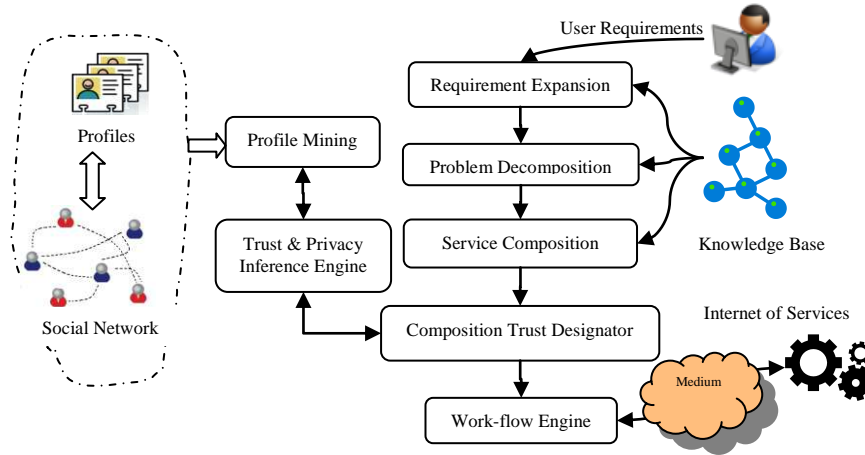 User Requirements
Requirement Expansion
Profiles
Profile Mining
Problem Decomposition
Trust & Privacy
Inference Engine
Service Composition
Knowledge Base
Social Network
Composition Trust Designator
Internet of Services
Medium
Work-flow Engine